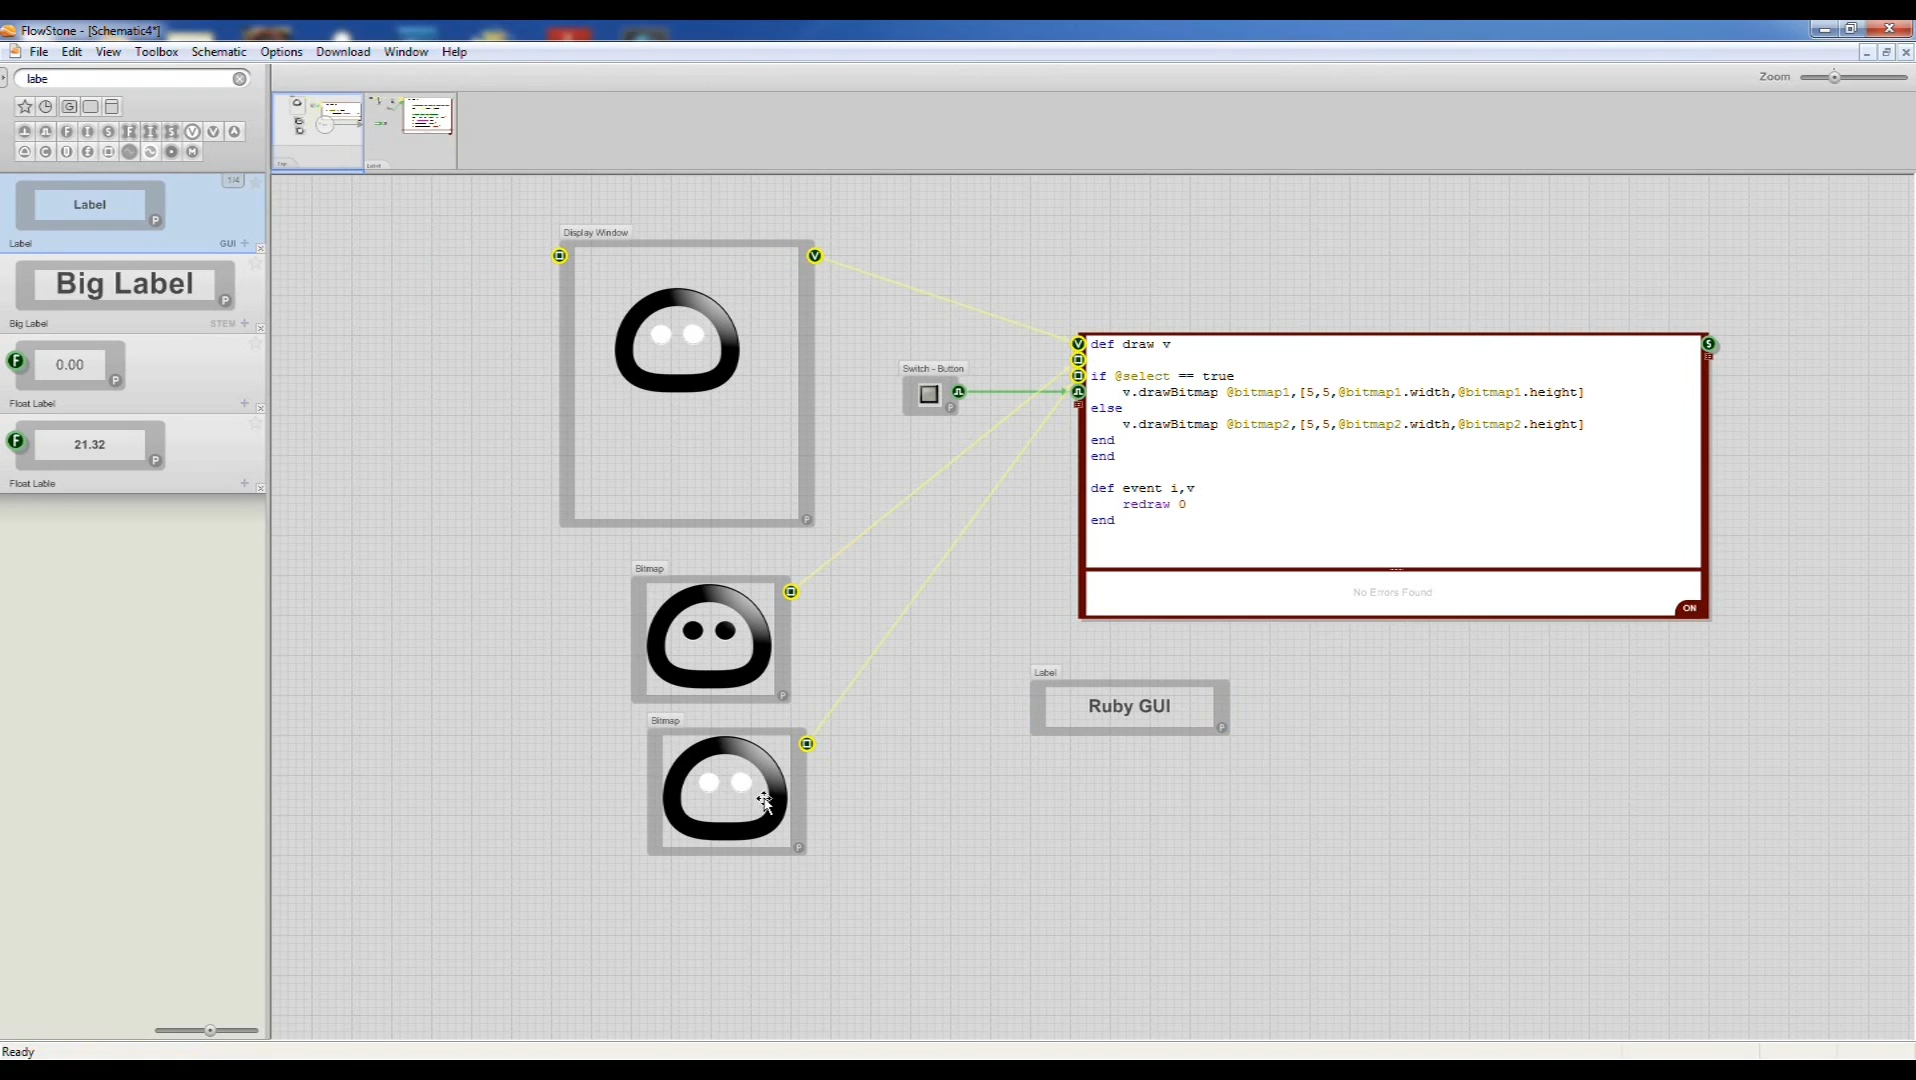 FlowStone - [Schematic4*]
File Edit View Toolbox Schematic Options Download Window Help
labe
Zoom
1/4
Label
Label GUI
Big Label
Big Label STEM
0.00
Float Label
21.32
Float Lable
Label
Display Window
Switch - Button
def draw v
if @select == true
v.drawBitmap @bitmap1,[5,5,@bitmap1.width,@bitmap1.height]
else
v.drawBitmap @bitmap2,[5,5,@bitmap2.width,@bitmap2.height]
end
end
def event i,v
redraw 0
end
No Errors Found
ON
Bitmap
Bitmap
Label
Ruby GUI
Ready